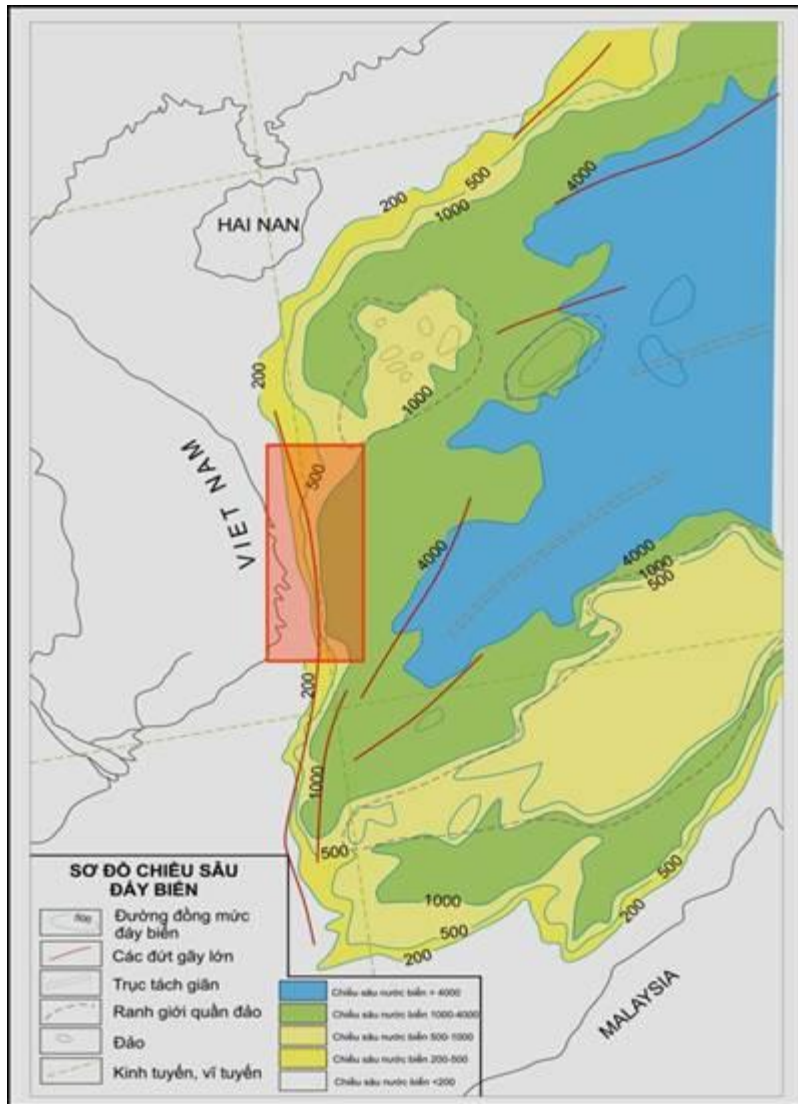 200
500
1000
4000
HAI NAN
200
1000
VIET NAM
500
4000
4000
1000
500
200
1000
500
1000
500
200
500
200
MALAYSIA
SƠ ĐỒ CHIỀU SÂU
ĐÁY BIỂN
Đường đồng mức
đáy biển
Các đứt gãy lớn
Trục tách giãn
Ranh giới quần đảo
Đảo
Kinh tuyến, vĩ tuyến
Chiều sâu nước biển > 4000
Chiều sâu nước biển 1000-4000
Chiều sâu nước biển 500-1000
Chiều sâu nước biển 200-500
Chiều sâu nước biển <200